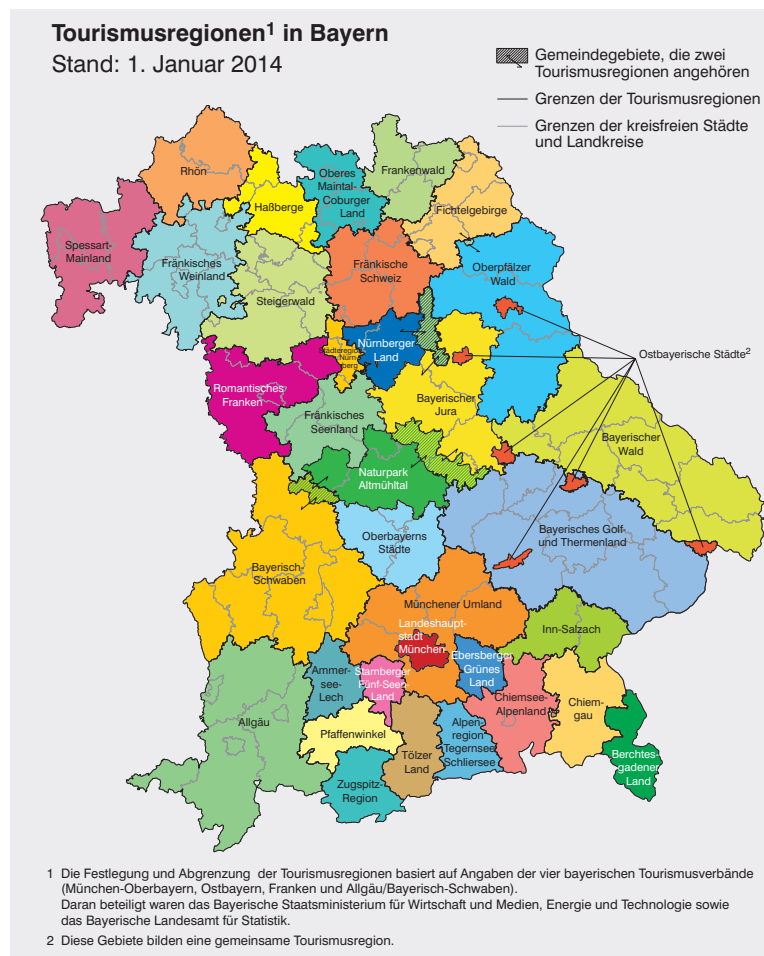 Tourismusregionen¹ in Bayern
Stand: 1. Januar 2014
Gemeindegebiete, die zwei
Tourismusregionen angehören
Grenzen der Tourismusregionen
Grenzen der kreisfreien Städte
und Landkreise
Rhön
Oberes
Maintal-
Coburger
Land
Frankenwald
Haßberge
Fichtelgebirge
Spessart-
Mainland
Fränkisches
Weinland
Fränkische
Schweiz
Oberpfälzer
Wald
Steigerwald
Nürnberger
Land
Städteregion
Nürn-
berg
Ostbayerische Städte²
Romantisches
Franken
Bayerischer
Jura
Fränkisches
Seenland
Bayerischer
Wald
Naturpark
Altmühltal
Oberbayerns
Städte
Bayerisches Golf-
und Thermenland
Bayerisch-
Schwaben
Münchener Umland
Landeshaupt-
stadt
München
Inn-Salzach
Ebersberger
Grünes
Land
Ammer-
see-
Lech
Starnberger
Fünf-Seen-
Land
Chiemsee-
Alpenland
Chiem-
gau
Allgäu
Pfaffenwinkel
Alpen-
region
Tegernsee
Schliersee
Tölzer
Land
Berchtes-
gadener
Land
Zugspitz-
Region
1 Die Festlegung und Abgrenzung der Tourismusregionen basiert auf Angaben der vier bayerischen Tourismusverbände
(München-Oberbayern, Ostbayern, Franken und Allgäu/Bayerisch-Schwaben).
Daran beteiligt waren das Bayerische Staatsministerium für Wirtschaft und Medien, Energie und Technologie sowie
das Bayerische Landesamt für Statistik.
2 Diese Gebiete bilden eine gemeinsame Tourismusregion.